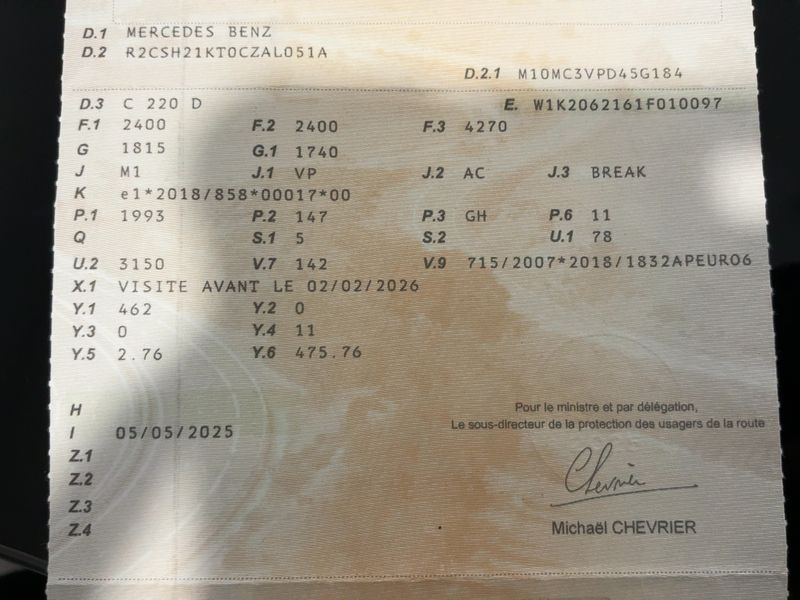 D.1 MERCEDES BENZ
D.2 R2CSH21KT0CZAL051A
D.2.1 M10MC3VPD45G184
D.3 C 220 D E. W1K2062161F010097
F.1 2400 F.2 2400 F.3 4270
G 1815 G.1 1740
J M1 J.1 VP J.2 AC J.3 BREAK
K e1*2018/858*00017*00
P.1 1993 P.2 147 P.3 GH P.6 11
Q S.1 5 S.2 U.1 78
U.2 3150 V.7 142 V.9 715/2007*2018/1832APEURO6
X.1 VISITE AVANT LE 02/02/2026
Y.1 462 Y.2 0
Y.3 0 Y.4 11
Y.5 2.76 Y.6 475.76
H
I 05/05/2025
Z.1
Z.2
Z.3
Z.4
Pour le ministre et par délégation,
Le sous-directeur de la protection des usagers de la route
Chevrier
Michaël CHEVRIER